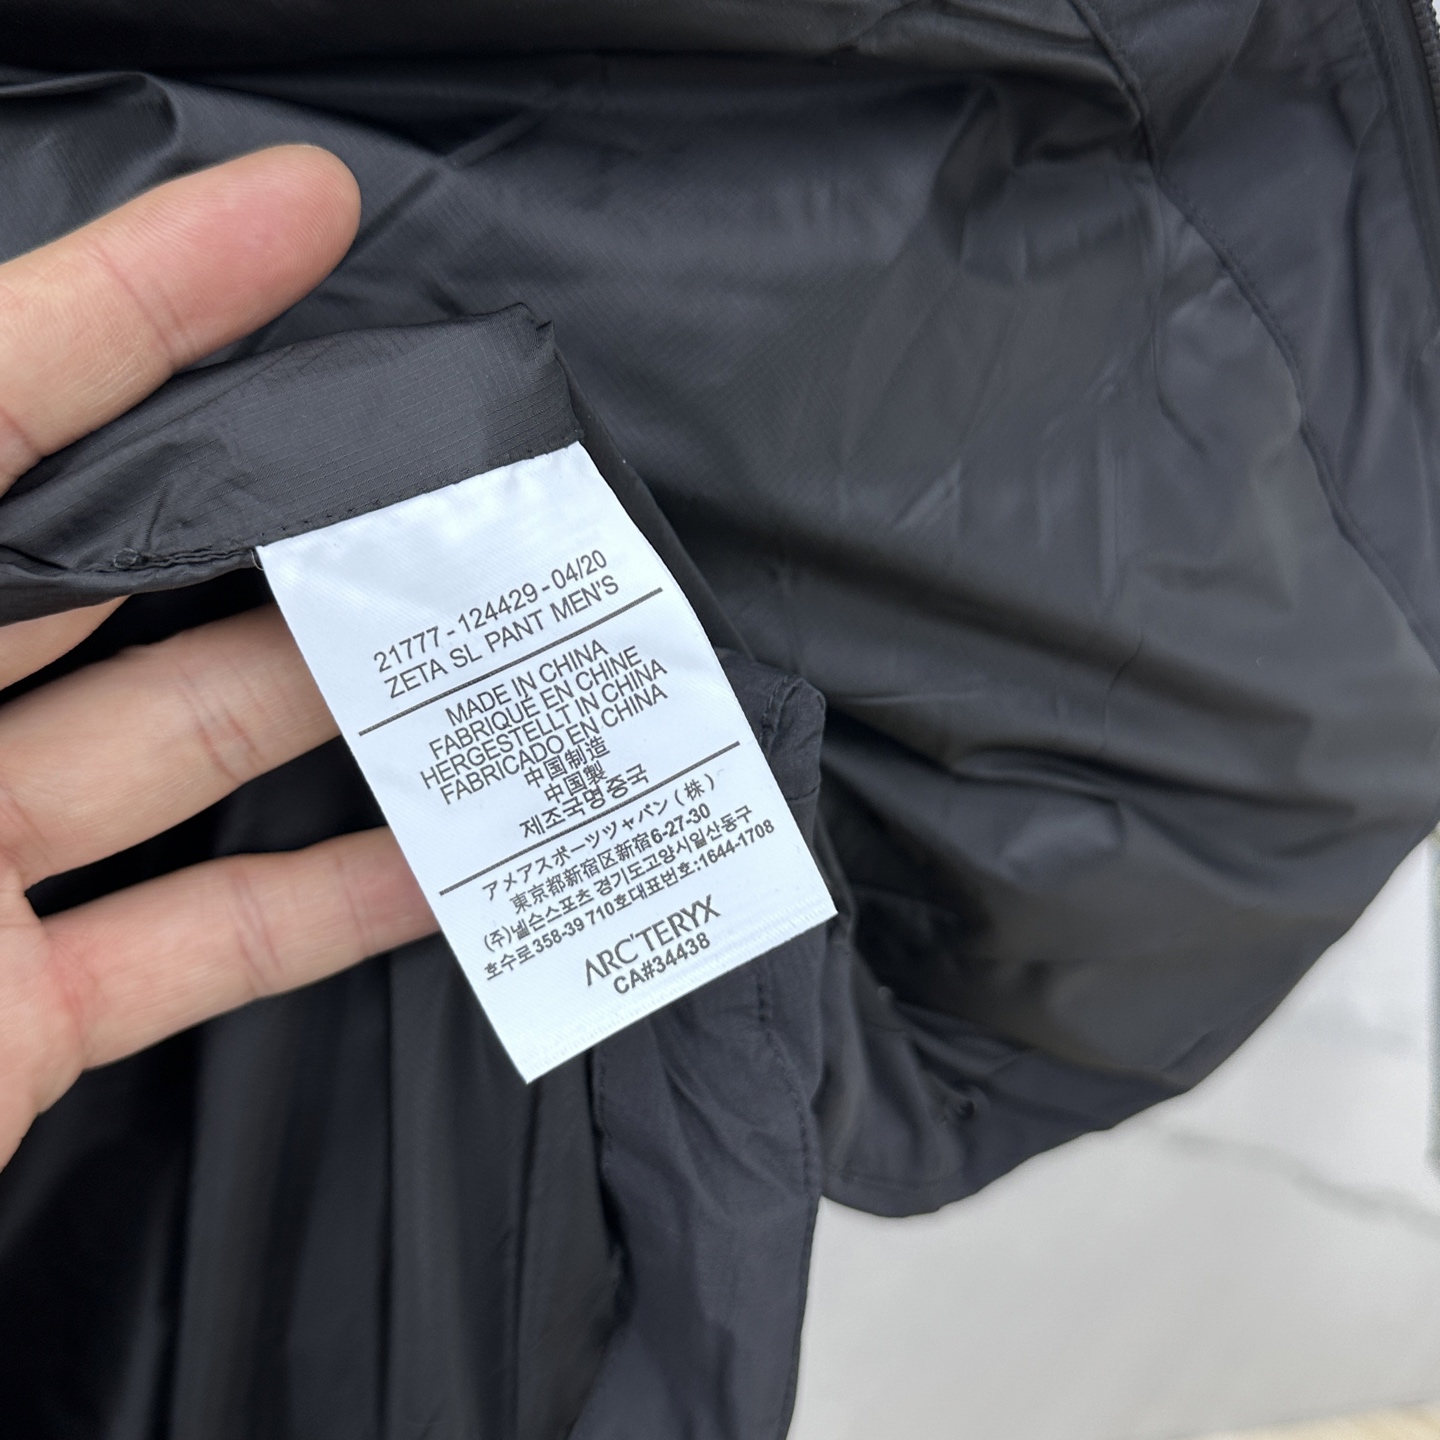 21777 - 124429 - 04/20
ZETA SL PANT MEN'S
MADE IN CHINA
FABRIQUE EN CHINE
HERGESTELLT IN CHINA
FABRICADO EN CHINA
中国制造
中国製
제조국명중국
アメアスポーツツャパン(株)
東京都新宿区新宿6-27-30
(주)넬슨스포츠 경기도고양시일산동구
호수로358-39 710호대표번호:1644-1708
ARC'TERYX
CA#34438